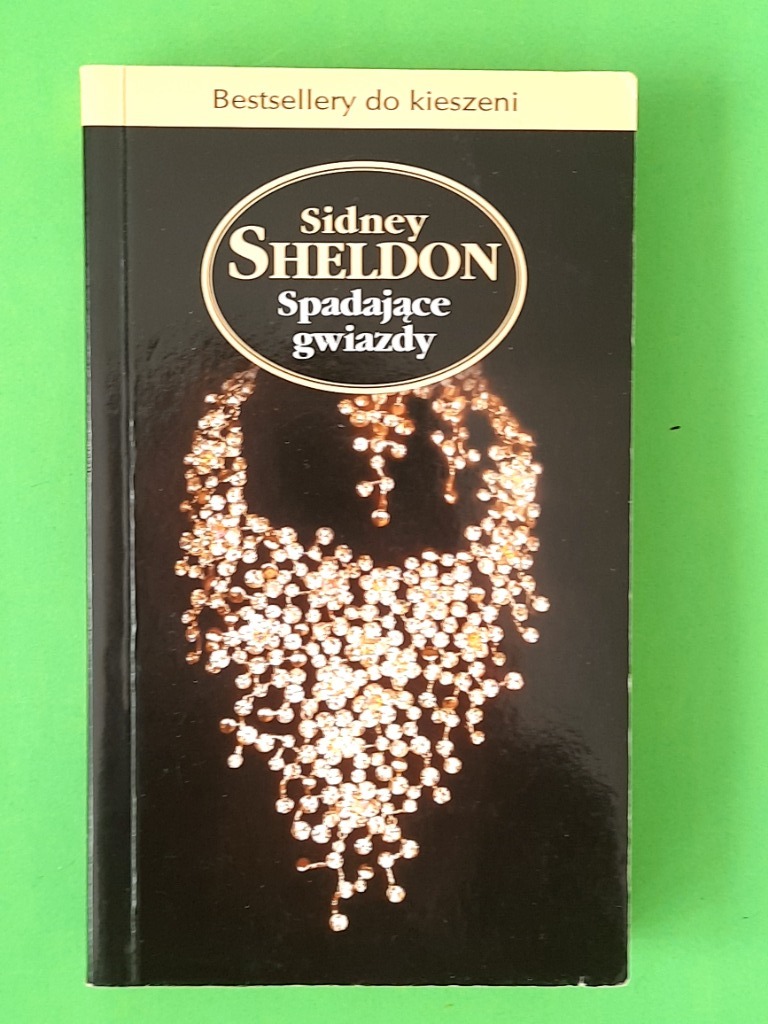 Bestsellery do kieszeni
Sidney
SHELDON
Spadające
gwiazdy